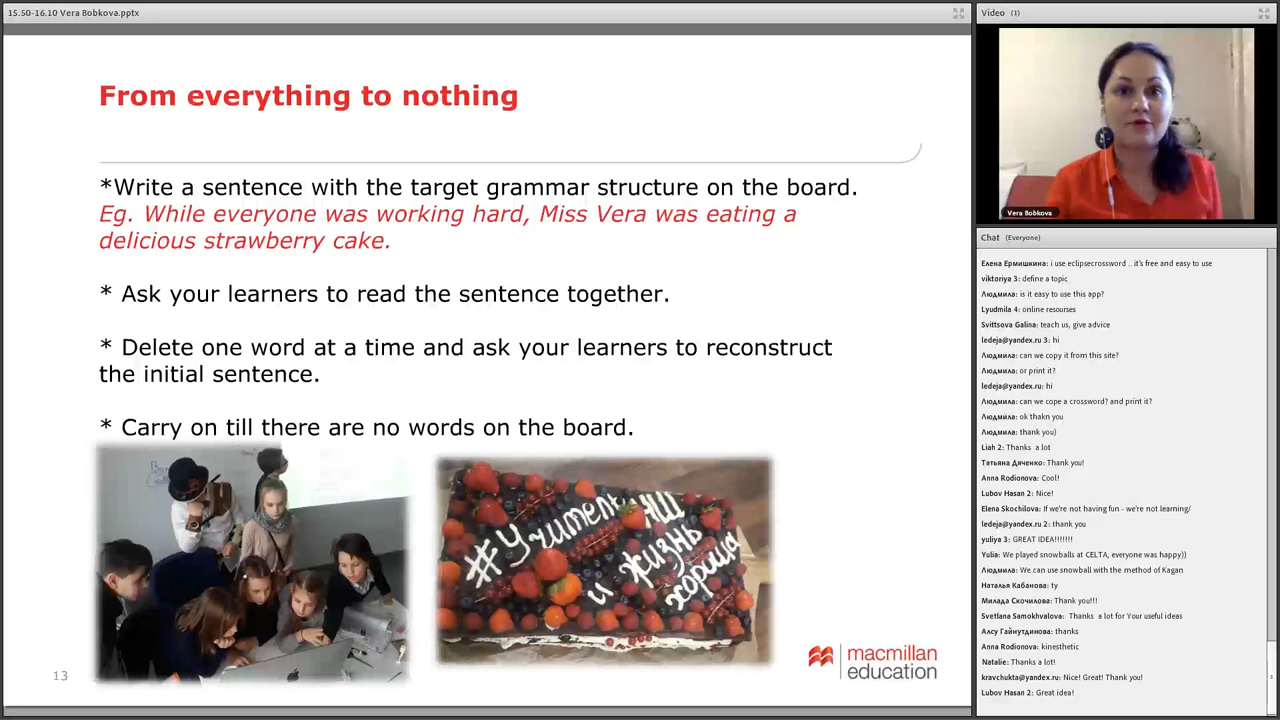 15.50-16.10 Vera Bobkova.pptx
From everything to nothing
*Write a sentence with the target grammar structure on the board.
Eg. While everyone was working hard, Miss Vera was eating a
delicious strawberry cake.
* Ask your learners to read the sentence together.
* Delete one word at a time and ask your learners to reconstruct
the initial sentence.
* Carry on till there are no words on the board.
и жизнь
хороша
13
macmillan
education
Video (1)
Vera Bobkova
Chat (Everyone)
Елена Ермишкина: i use eclipsecrossword .. it's free and easy to use
viktoriya 3: define a topic
Людмила: is it easy to use this app?
Lyudmila 4: online resourses
Svittsova Galina: teach us, give advice
ledeja@yandex.ru 3: hi
Людмила: can we copy it from this site?
Людмила: or print it?
ledeja@yandex.ru: hi
Людмила: can we cope a crossword? and print it?
Людмила: ok thakn you
Людмила: thank you)
Liah 2: Thanks a lot
Татьяна Дяченко: Thank you!
Anna Rodionova: Cool!
Lubov Hasan 2: Nice!
Elena Skochilova: If we're not having fun - we're not learning/
ledeja@yandex.ru 2: thank you
yuliya 3: GREAT IDEA!!!!!!!
Yulia: We played snowballs at CELTA, everyone was happy))
Людмила: We can use snowball with the method of Kagan
Наталья Кабанова: ty
Милада Скочилова: Thank you!!!
Svetlana Samokhvalova: Thanks a lot for Your useful ideas
Алсу Гайнутдинова: thanks
Anna Rodionova: kinesthetic
Natalie: Thanks a lot!
kravchukta@yandex.ru: Nice! Great! Thank you!
Lubov Hasan 2: Great idea!